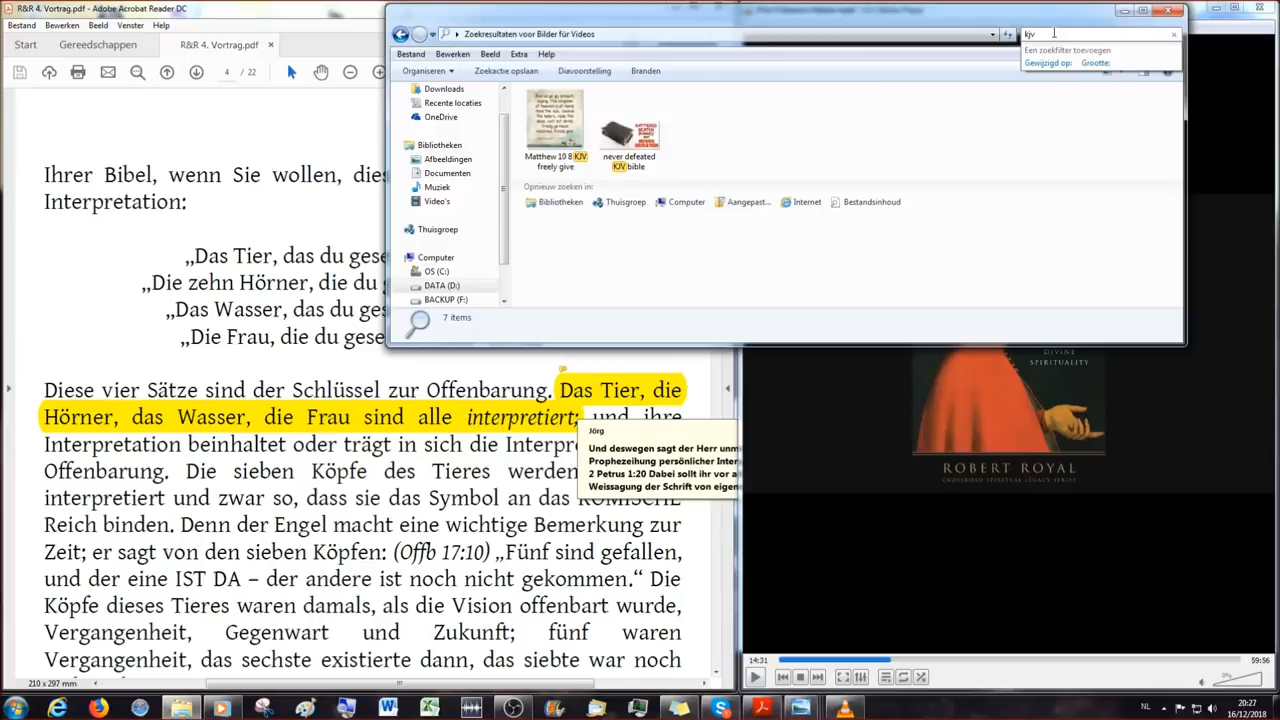 R&R 4. Vortrag.pdf - Adobe Acrobat Reader DC
Bestand Bewerken Beeld Venster Help
Start Gereedschappen R&R 4. Vortrag.pdf ×
4 / 22
Ihrer Bibel, wenn Sie wollen, dies
Interpretation:
„Das Tier, das du gese
„Die zehn Hörner, die du
„Das Wasser, das du ges
„Die Frau, die du gese
Diese vier Sätze sind der Schlüssel zur Offenbarung. Das Tier, die
Hörner, das Wasser, die Frau sind alle interpretiert; und ihre
Interpretation beinhaltet oder trägt in sich die Interpr
Offenbarung. Die sieben Köpfe des Tieres werden
interpretiert und zwar so, dass sie das Symbol an das RÖMISCHE
Reich binden. Denn der Engel macht eine wichtige Bemerkung zur
Zeit; er sagt von den sieben Köpfen: (Offb 17:10) „Fünf sind gefallen,
und der eine IST DA – der andere ist noch nicht gekommen.“ Die
Köpfe dieses Tieres waren damals, als die Vision offenbart wurde,
Vergangenheit, Gegenwart und Zukunft; fünf waren
Vergangenheit, das sechste existierte dann, das siebte war noch
210 x 297 mm
Jörg
Und deswegen sagt der Herr unm
Prophezeihung persönlicher Inter
2 Petrus 1:20 Dabei sollt ihr vor a
Weissagung der Schrift von eigen
Zoekresultaten voor Bilder für Videos
kjv
Een zoekfilter toevoegen
Gewijzigd op: Grootte:
Bestand Bewerken Beeld Extra Help
Organiseren Zoekactie opslaan Diavoorstelling Branden
Downloads
Recente locaties
OneDrive
Bibliotheken
Afbeeldingen
Documenten
Muziek
Video's
Thuisgroep
Computer
OS (C:)
DATA (D:)
BACKUP (F:)
Matthew 10 8 KJV
freely give
never defeated
KJV bible
Opnieuw zoeken in:
Bibliotheken Thuisgroep Computer Aangepast... Internet Bestandsinhoud
7 items
DIVINE
SPIRITUALITY
ROBERT ROYAL
CROSSROAD SPIRITUAL LEGACY SERIES
14:31 59:56
0%
NL 20:27
16/12/2018